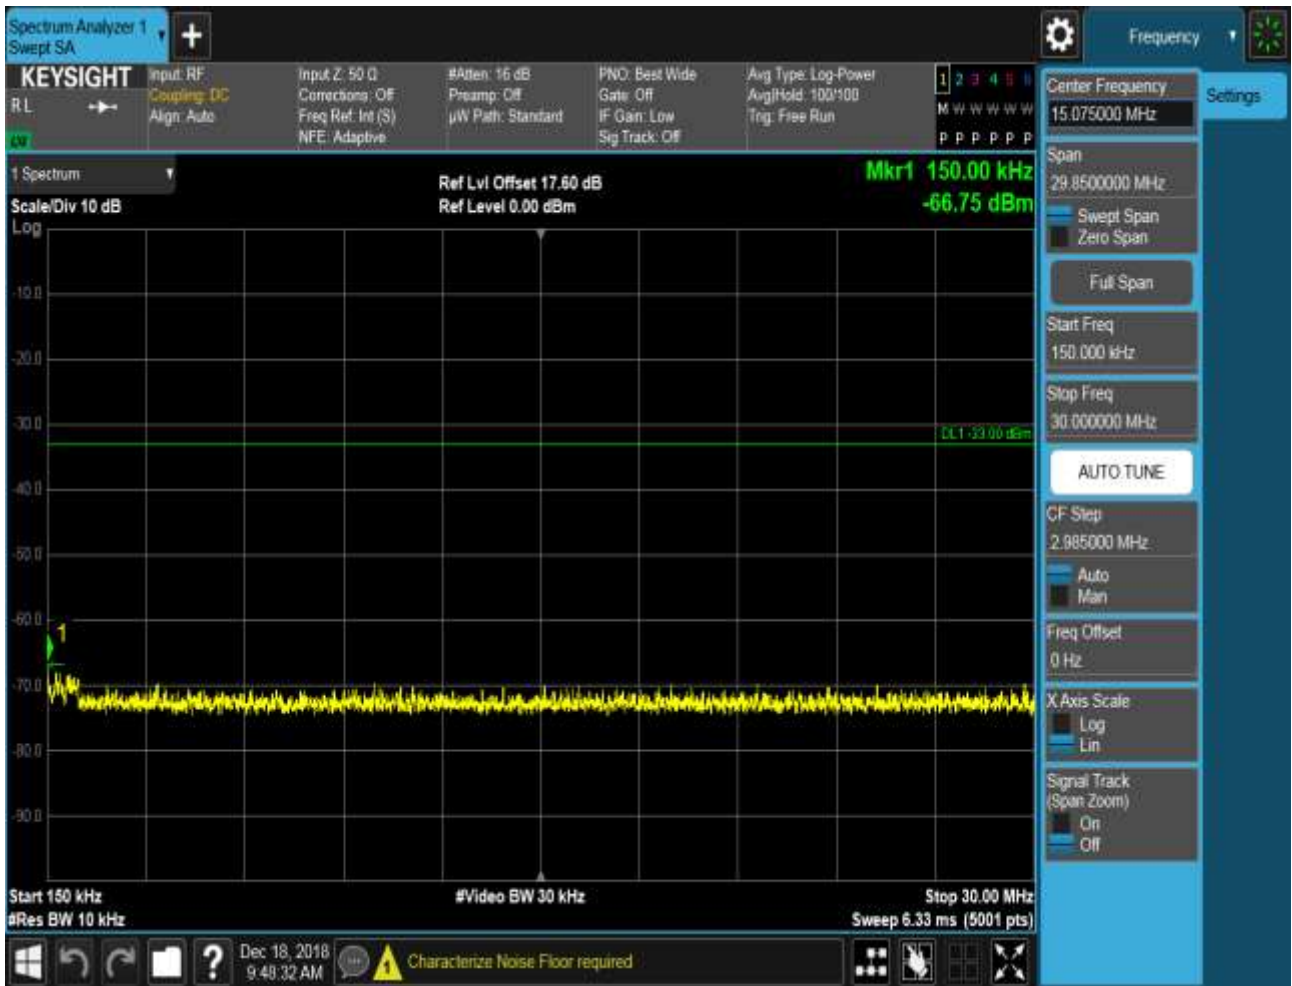 Spectrum Analyzer 1
Swept SA
Frequency
KEYSIGHT
RL
Input: RF
Coupling: DC
Align: Auto
Input Z: 50 Ω
Corrections: Off
Freq Ref: Int (S)
NFE: Adaptive
#Atten: 16 dB
Preamp: Off
µW Path: Standard
PNO: Best Wide
Gate: Off
IF Gain: Low
Sig Track: Off
Avg Type: Log-Power
Avg|Hold: 100/100
Trig: Free Run
1 2 3 4 5 6
M W W W W W
P P P P P P
1 Spectrum
Scale/Div 10 dB
Log
Ref Lvl Offset 17.60 dB
Ref Level 0.00 dBm
Mkr1 150.00 kHz
-66.75 dBm
-10.0
-20.0
-30.0
DL1 -33.00 dBm
-40.0
-50.0
-60.0
1
-70.0
-80.0
-90.0
Start 150 kHz
#Video BW 30 kHz
Stop 30.00 MHz
#Res BW 10 kHz
Sweep 6.33 ms (5001 pts)
Center Frequency
15.075000 MHz
Settings
Span
29.8500000 MHz
Swept Span
Zero Span
Full Span
Start Freq
150.000 kHz
Stop Freq
30.000000 MHz
AUTO TUNE
CF Step
2.985000 MHz
Auto
Man
Freq Offset
0 Hz
X Axis Scale
Log
Lin
Signal Track
(Span Zoom)
On
Off
?
Dec 18, 2018
9:48:32 AM
1
Characterize Noise Floor required